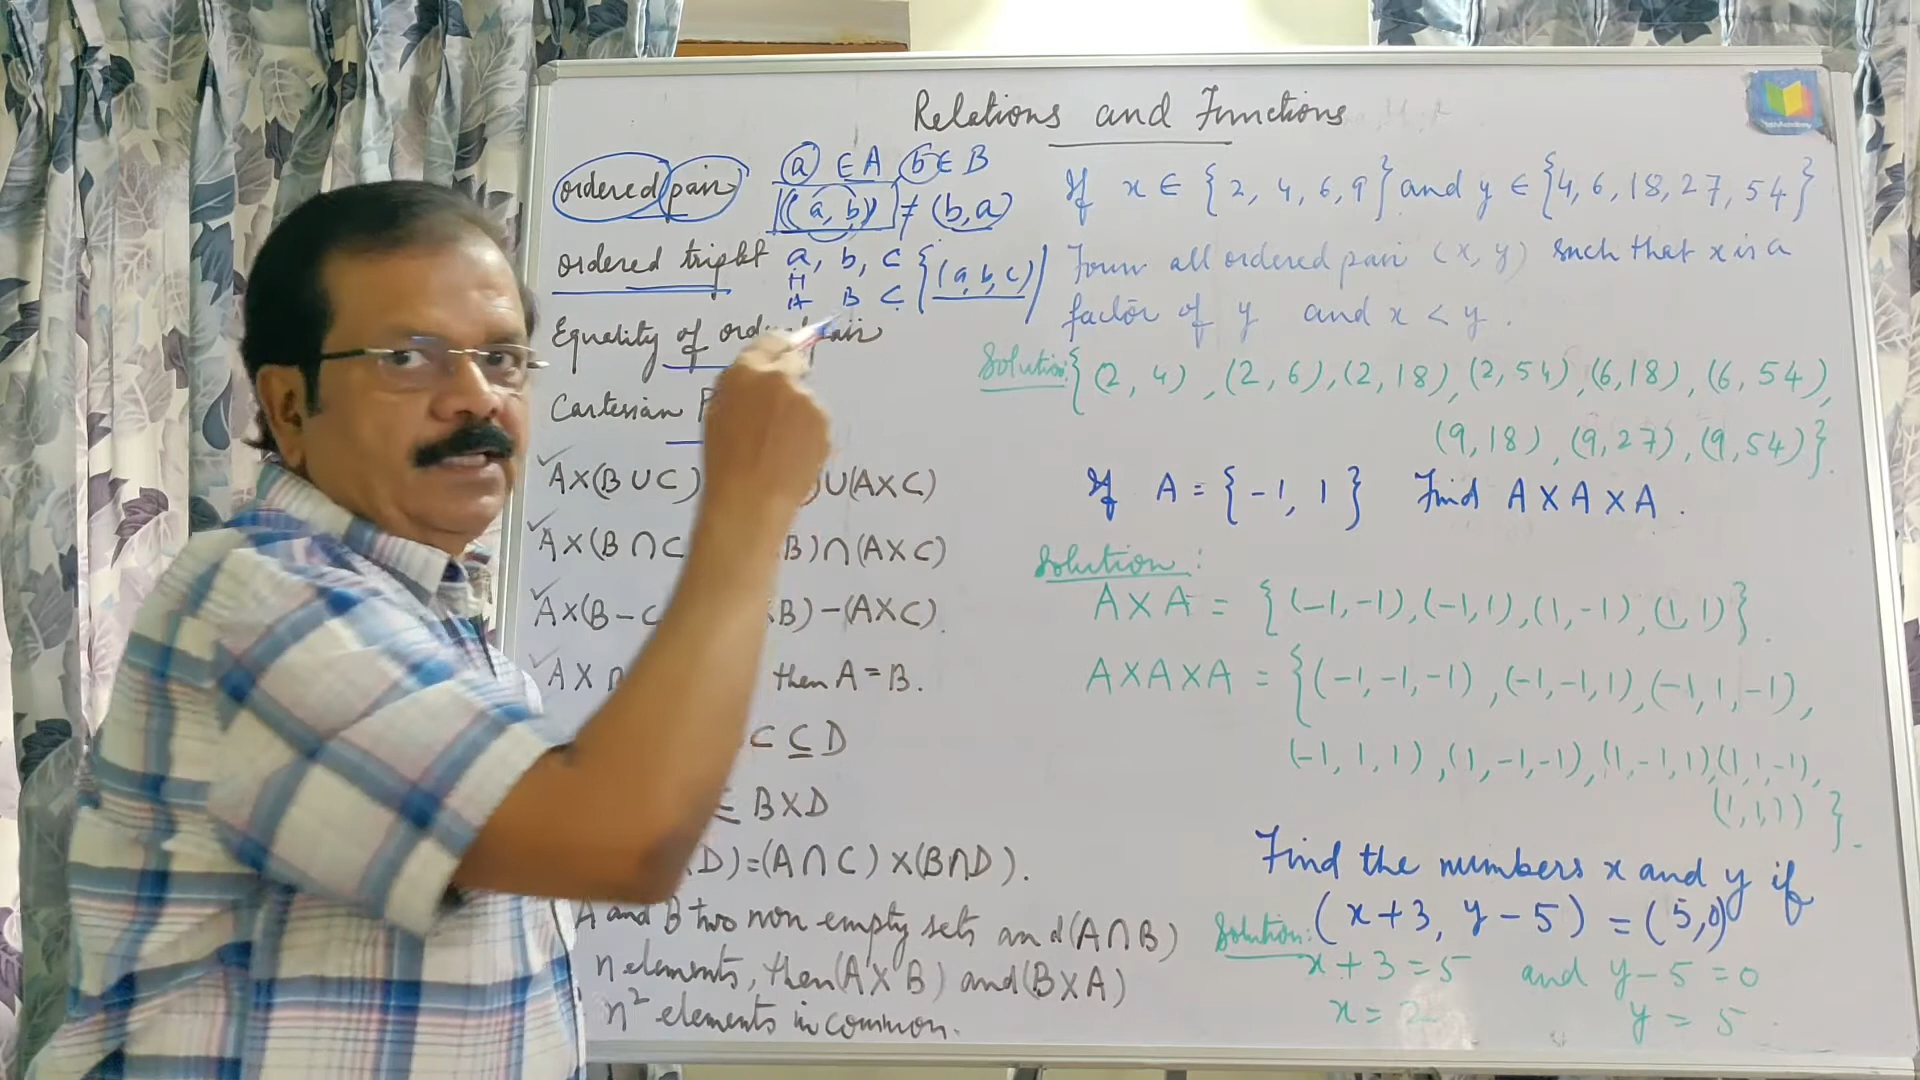 Relations and Functions
ordered pair a ∈ A b ∈ B
(a, b) ≠ (b, a)
ordered triplet a, b, c {(a, b, c)}
A B C
Equality of ordered pair
Cartesian
A×(B∪C) )∪(A×C)
A×(B∩C B)∩(A×C)
A×(B−C ×B)−(A×C).
A× then A=B.
C ⊆ D
B×D
D)=(A∩C)×(B∩D).
A and B two non empty sets and (A∩B)
n elements, then (A×B) and (B×A)
n² elements in common.
If x ∈ {2, 4, 6, 9} and y ∈ {4, 6, 18, 27, 54}
Form all ordered pair (x, y) such that x is a
factor of y and x < y.
Solution: {(2, 4), (2, 6), (2, 18), (2, 54), (6, 18), (6, 54),
(9, 18), (9, 27), (9, 54)}.
If A = {-1, 1} Find A×A×A.
Solution:
A×A = {(-1,-1), (-1,1), (1,-1), (1,1)}.
A×A×A = {(-1,-1,-1), (-1,-1,1), (-1,1,-1),
(-1,1,1), (1,-1,-1), (1,-1,1)(1,1,-1),
(1,1,1)}.
Find the numbers x and y if
(x+3, y-5) = (5,0)
Solution:
x+3 = 5 and y-5 = 0
x = 2 y = 5